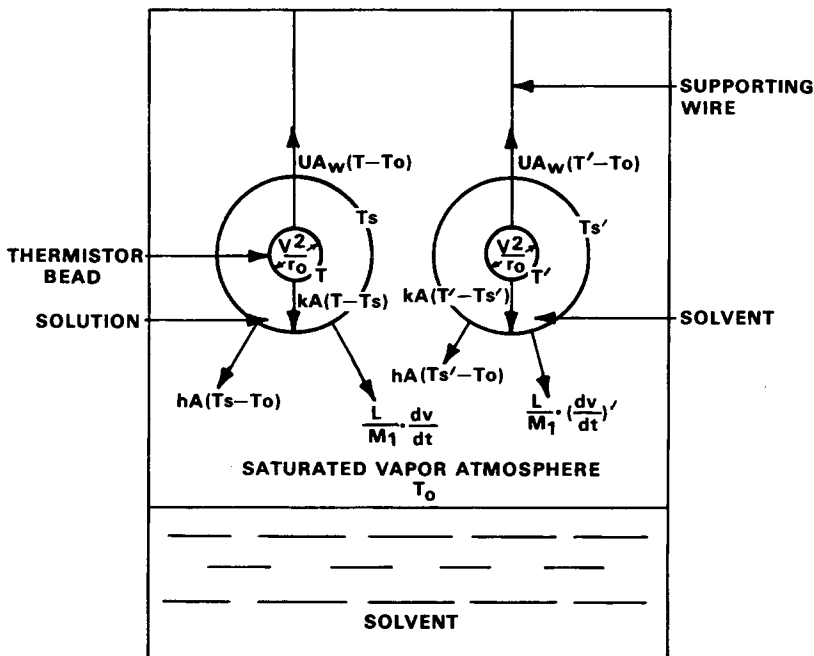 SUPPORTING
WIRE
UA_W(T−To)
UA_W(T′−To)
Ts
Ts′
THERMISTOR
BEAD
V²/r₀
T
V²/r₀
T′
kA(T−Ts)
kA(T′−Ts′)
SOLUTION
SOLVENT
hA(Ts−To)
hA(Ts′−To)
L/M₁ · dv/dt
L/M₁ · (dv/dt)′
SATURATED VAPOR ATMOSPHERE
T₀
SOLVENT